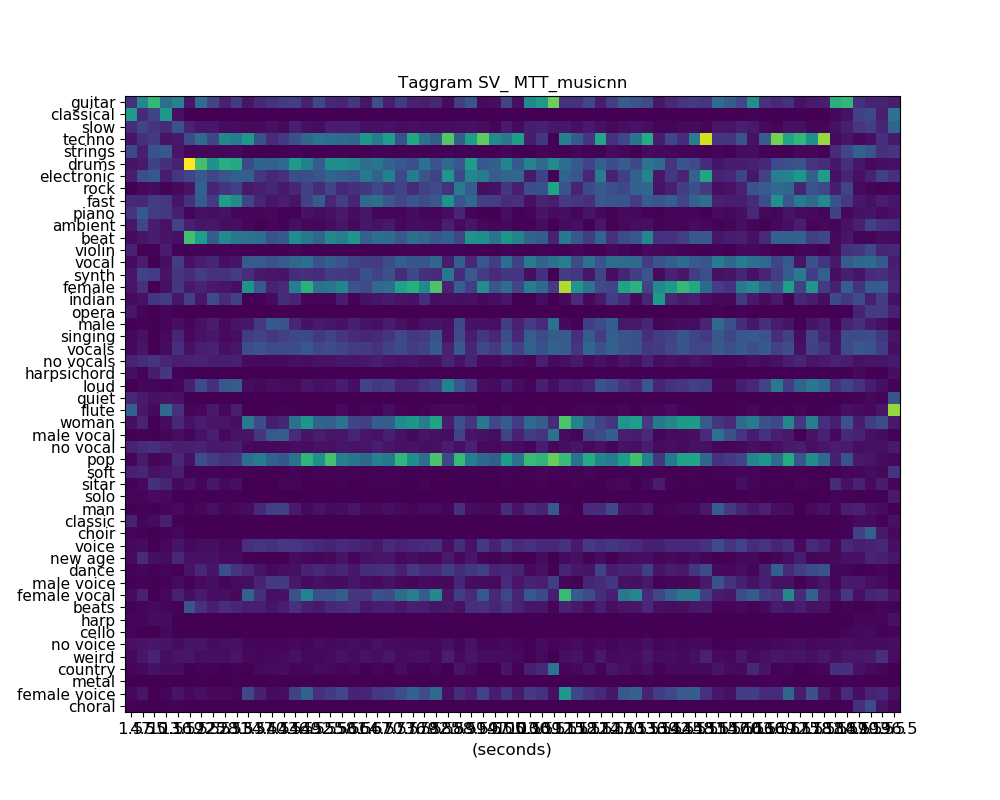 Taggram SV_ MTT_musicnn
guitar
classical
slow
techno
strings
drums
electronic
rock
fast
piano
ambient
beat
violin
vocal
synth
female
indian
opera
male
singing
vocals
no vocals
harpsichord
loud
quiet
flute
woman
male vocal
no vocal
pop
soft
sitar
solo
man
classic
choir
voice
new age
dance
male voice
female vocal
beats
harp
cello
no voice
weird
country
metal
female voice
choral
(seconds)